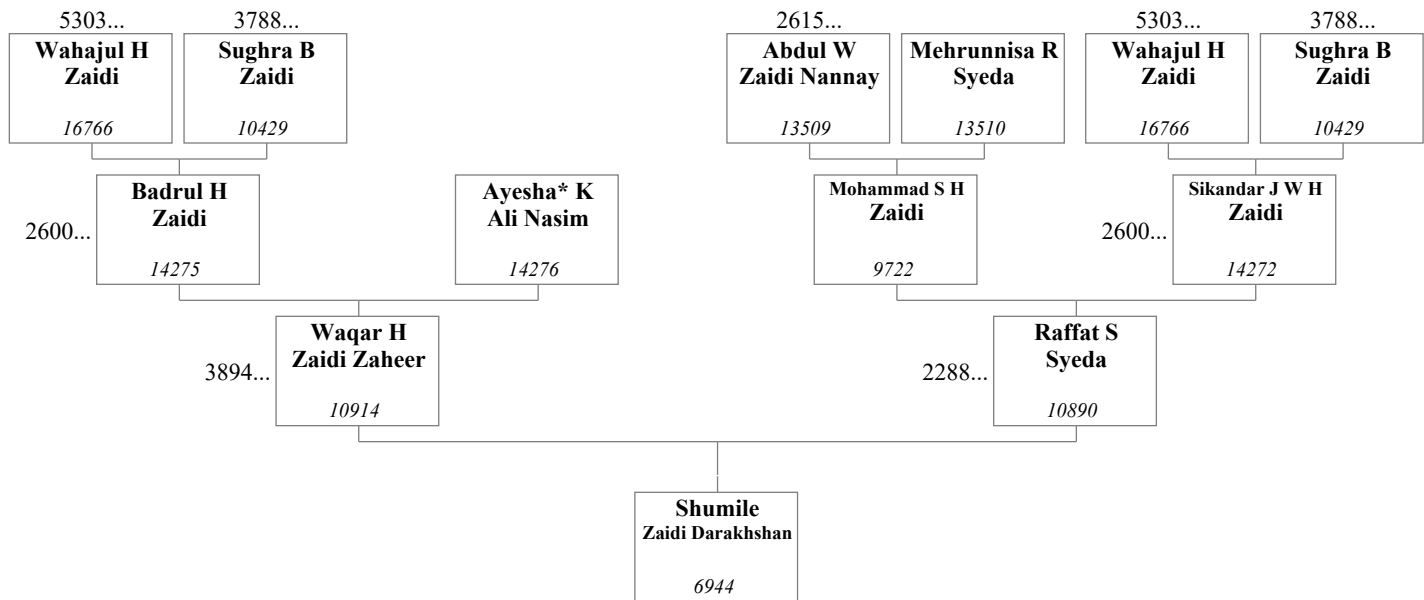 5303...
3788...
2615...
5303...
3788...
Wahajul H
Zaidi
16766
Sughra B
Zaidi
10429
Abdul W
Zaidi Nannay
13509
Mehrunnisa R
Syeda
13510
Wahajul H
Zaidi
16766
Sughra B
Zaidi
10429
2600...
Badrul H
Zaidi
14275
Ayesha* K
Ali Nasim
14276
Mohammad S H
Zaidi
9722
2600...
Sikandar J W H
Zaidi
14272
3894...
Waqar H
Zaidi Zaheer
10914
2288...
Raffat S
Syeda
10890
Shumile
Zaidi Darakhshan
6944